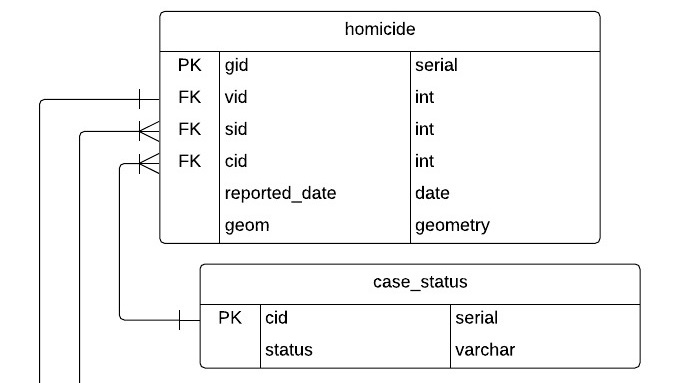 homicide
PK gid serial
FK vid int
FK sid int
FK cid int
reported_date date
geom geometry
case_status
PK cid serial
status varchar